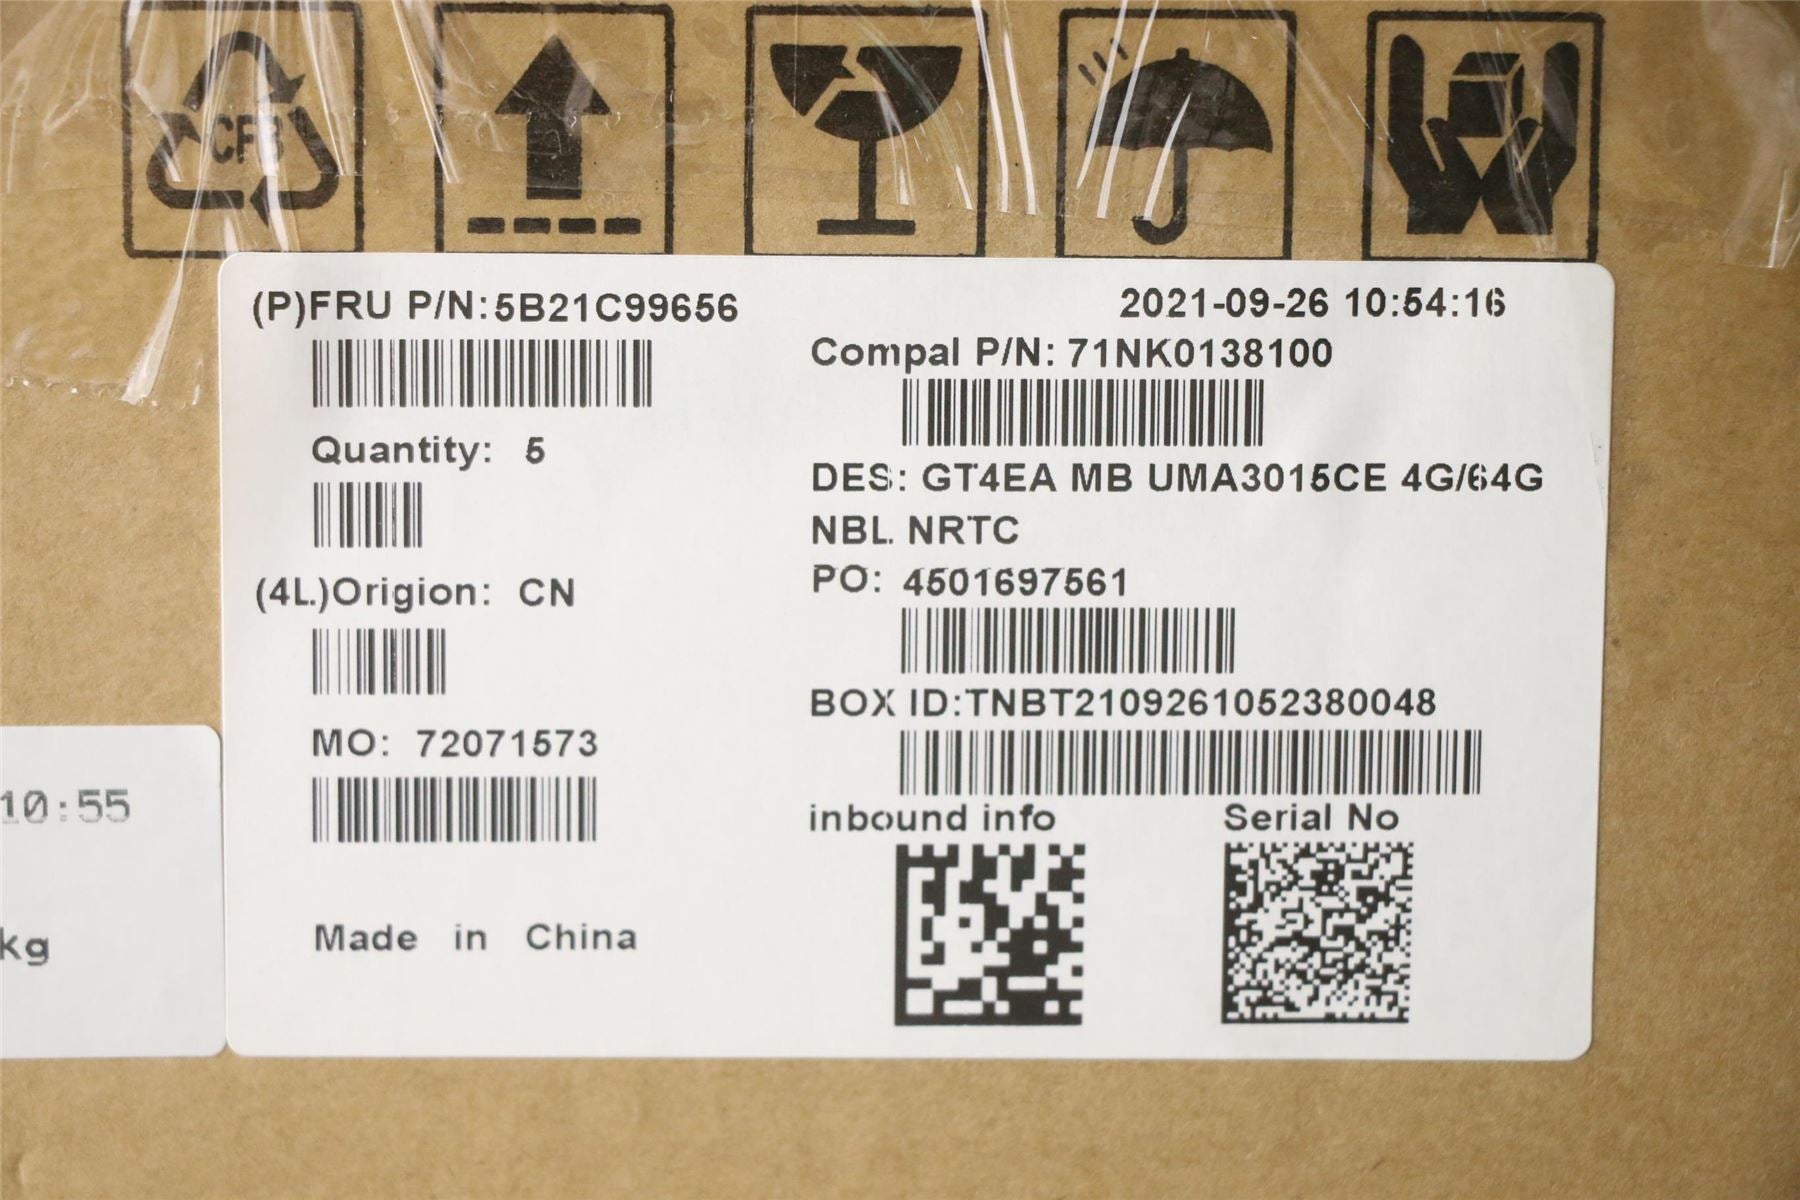 CFB
(P)FRU P/N:5B21C99656
2021-09-26 10:54:16
Compal P/N: 71NK0138100
Quantity: 5
DES: GT4EA MB UMA3015CE 4G/64G
NBL NRTC
(4L)Origion: CN
PO: 4501697561
MO: 72071573
BOX ID:TNBT2109261052380048
inbound info
Serial No
Made in China
10:55
kg